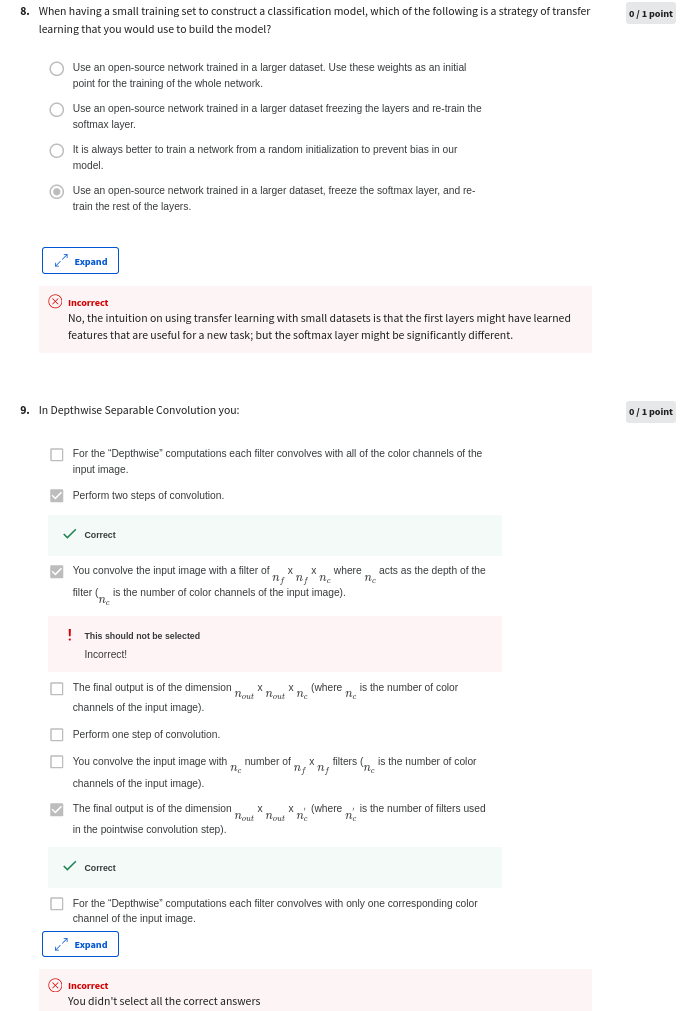 8. When having a small training set to construct a classification model, which of the following is a strategy of transfer
0 / 1 point
learning that you would use to build the model?
Use an open-source network trained in a larger dataset. Use these weights as an initial
point for the training of the whole network.
Use an open-source network trained in a larger dataset freezing the layers and re-train the
softmax layer.
It is always better to train a network from a random initialization to prevent bias in our
model.
Use an open-source network trained in a larger dataset, freeze the softmax layer, and re-
train the rest of the layers.
Expand
Incorrect
No, the intuition on using transfer learning with small datasets is that the first layers might have learned
features that are useful for a new task; but the softmax layer might be significantly different.
9. In Depthwise Separable Convolution you:
0 / 1 point
For the “Depthwise” computations each filter convolves with all of the color channels of the
input image.
Perform two steps of convolution.
Correct
You convolve the input image with a filter of n_f x n_f x n_c where n_c acts as the depth of the
filter (n_c is the number of color channels of the input image).
This should not be selected
Incorrect!
The final output is of the dimension n_out x n_out x n_c (where n_c is the number of color
channels of the input image).
Perform one step of convolution.
You convolve the input image with n_c number of n_f x n_f filters (n_c is the number of color
channels of the input image).
The final output is of the dimension n_out x n_out x n'_c (where n'_c is the number of filters used
in the pointwise convolution step).
Correct
For the “Depthwise” computations each filter convolves with only one corresponding color
channel of the input image.
Expand
Incorrect
You didn't select all the correct answers